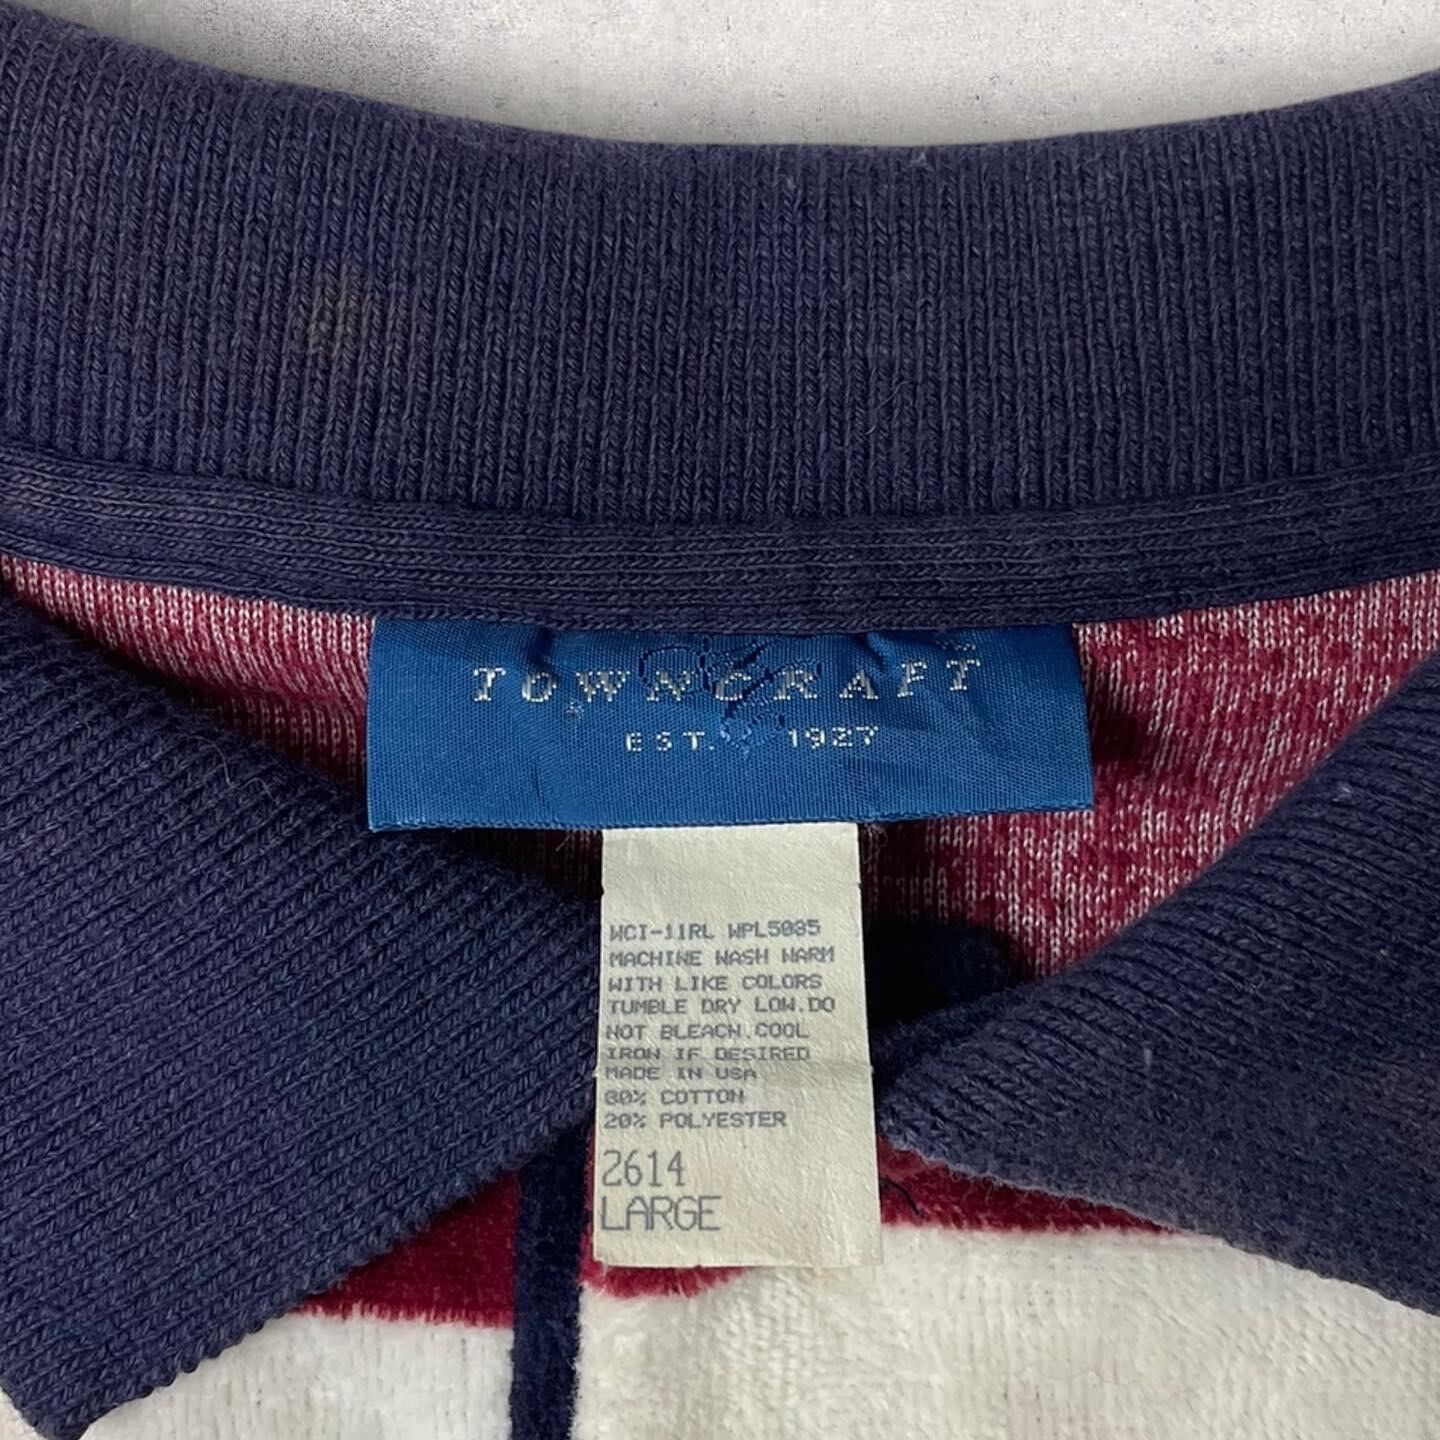 TOWNCRAFT
EST. 1927
WCI-11RL WPL5035
MACHINE WASH WARM
WITH LIKE COLORS
TUMBLE DRY LOW.DO
NOT BLEACH.COOL
IRON IF DESIRED
MADE IN USA
80% COTTON
20% POLYESTER
2614
LARGE